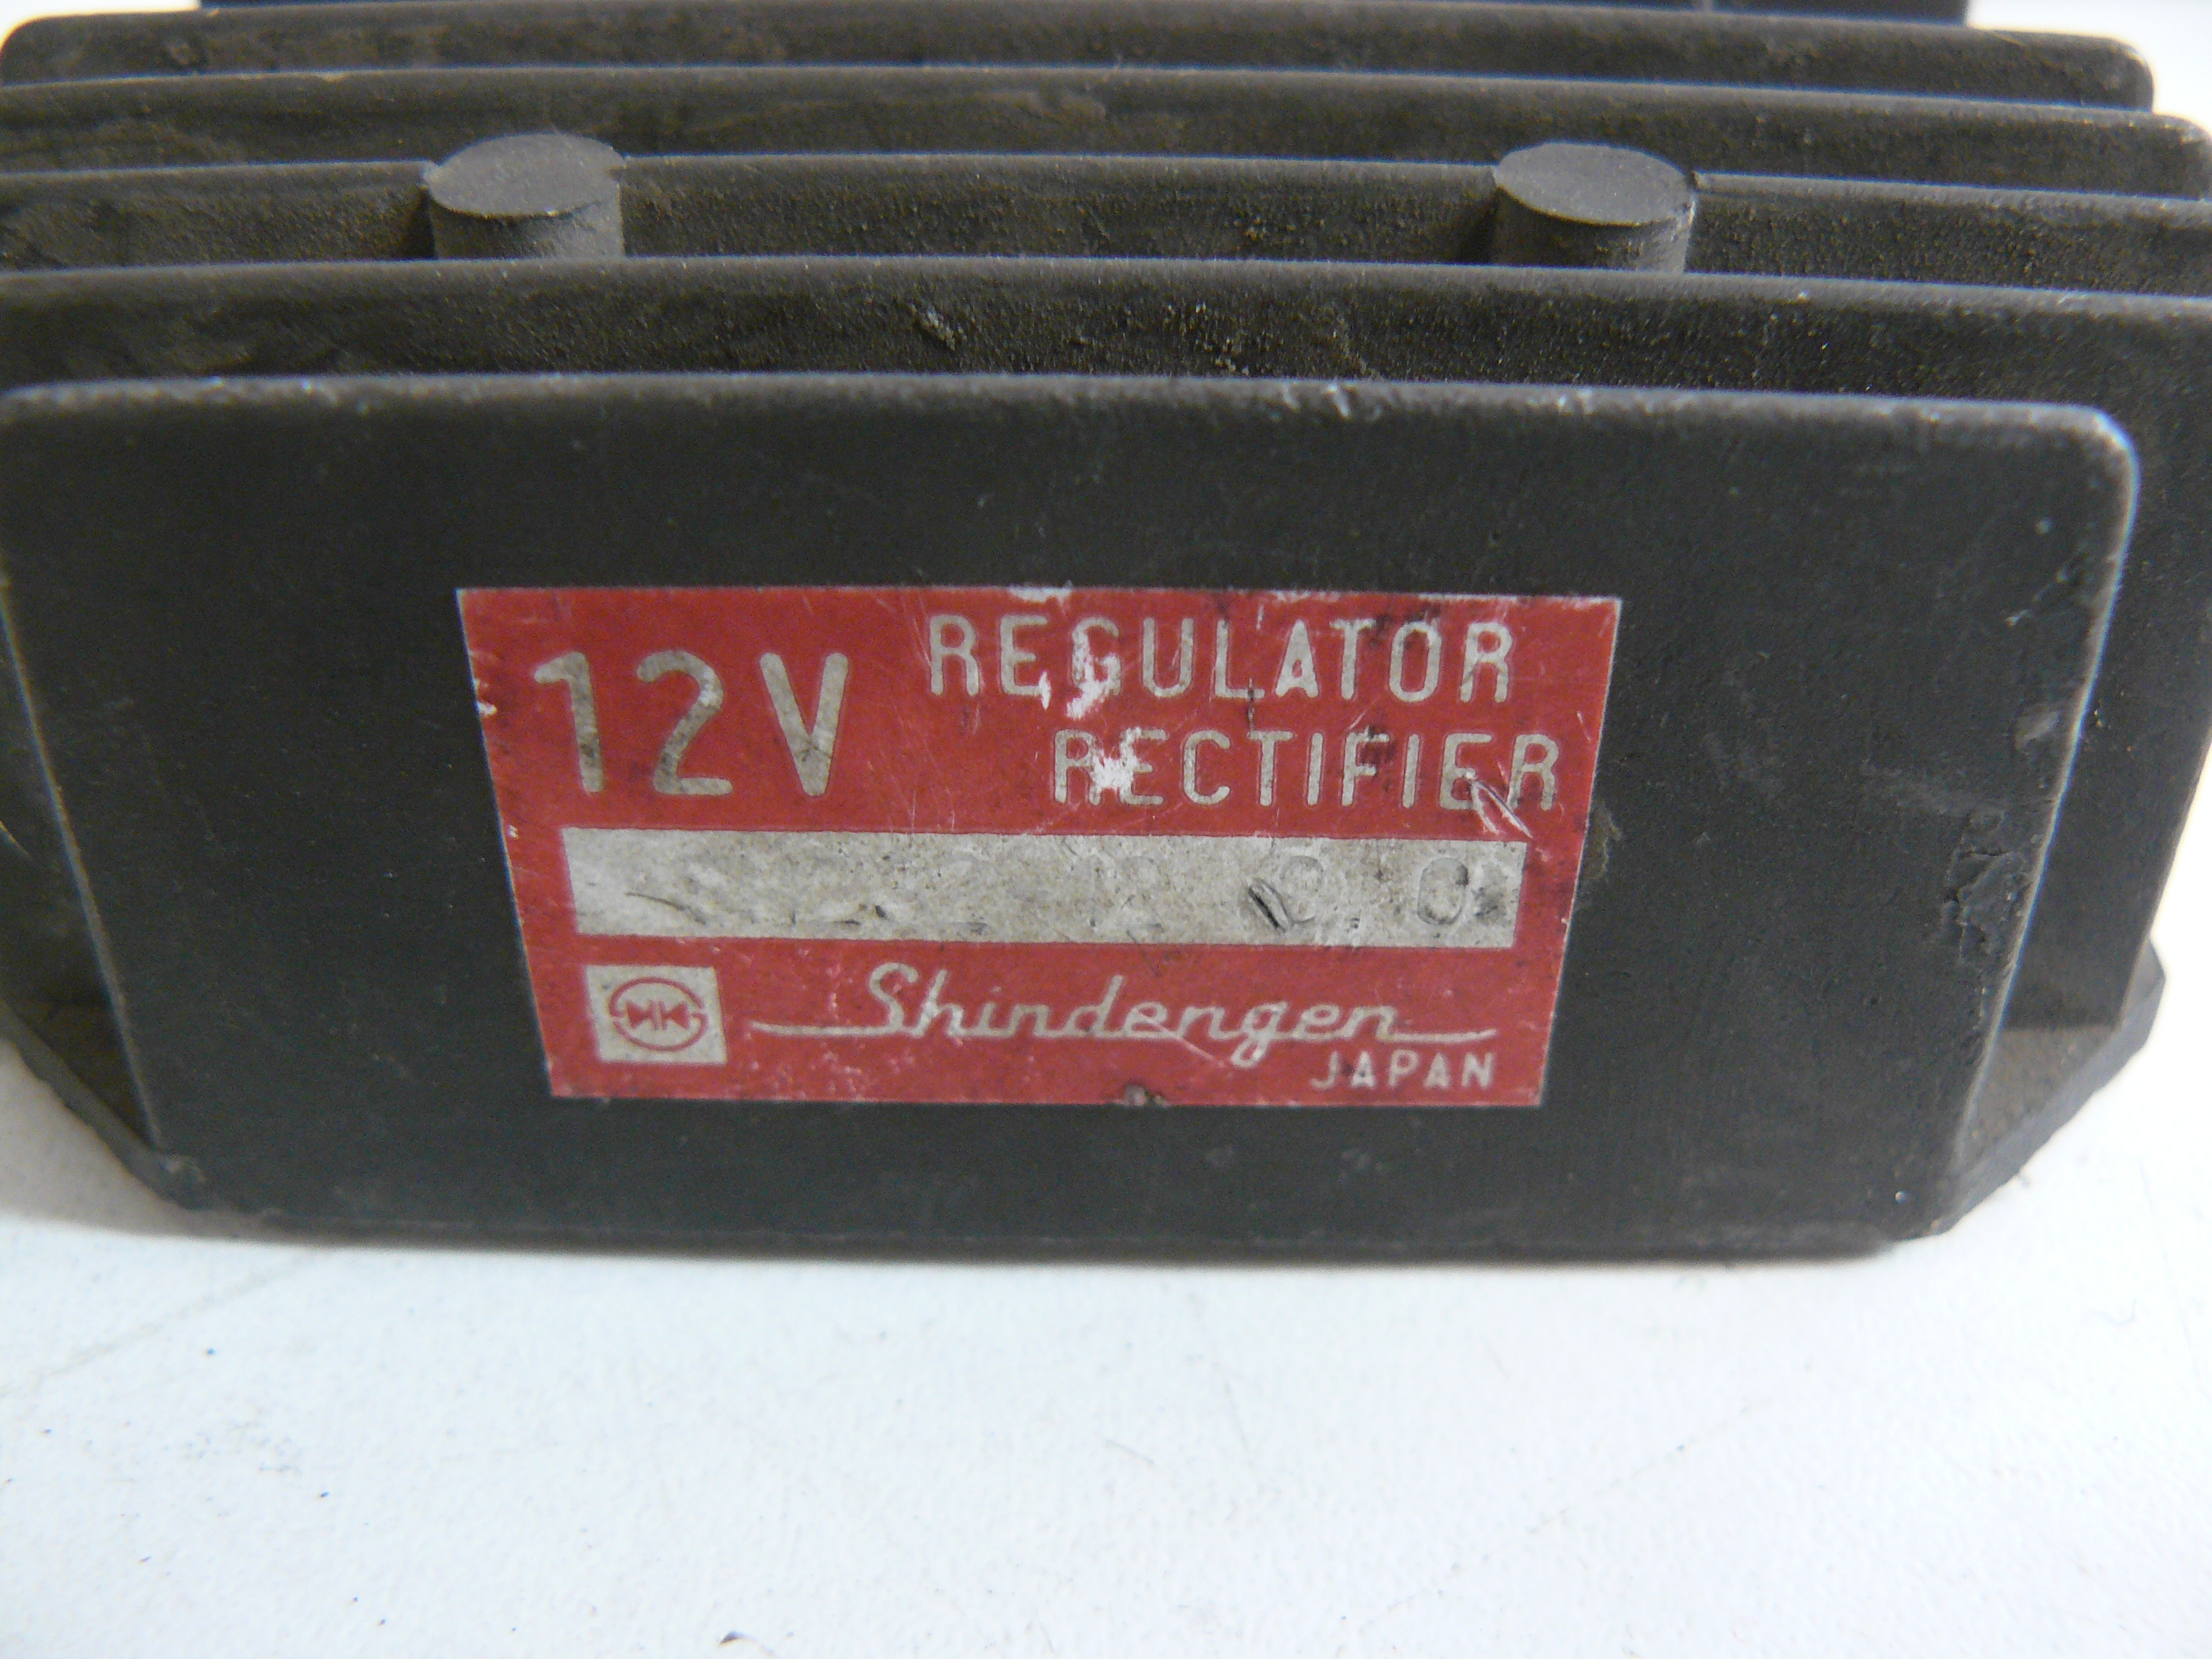 12V REGULATOR
RECTIFIER
Shindengen
JAPAN